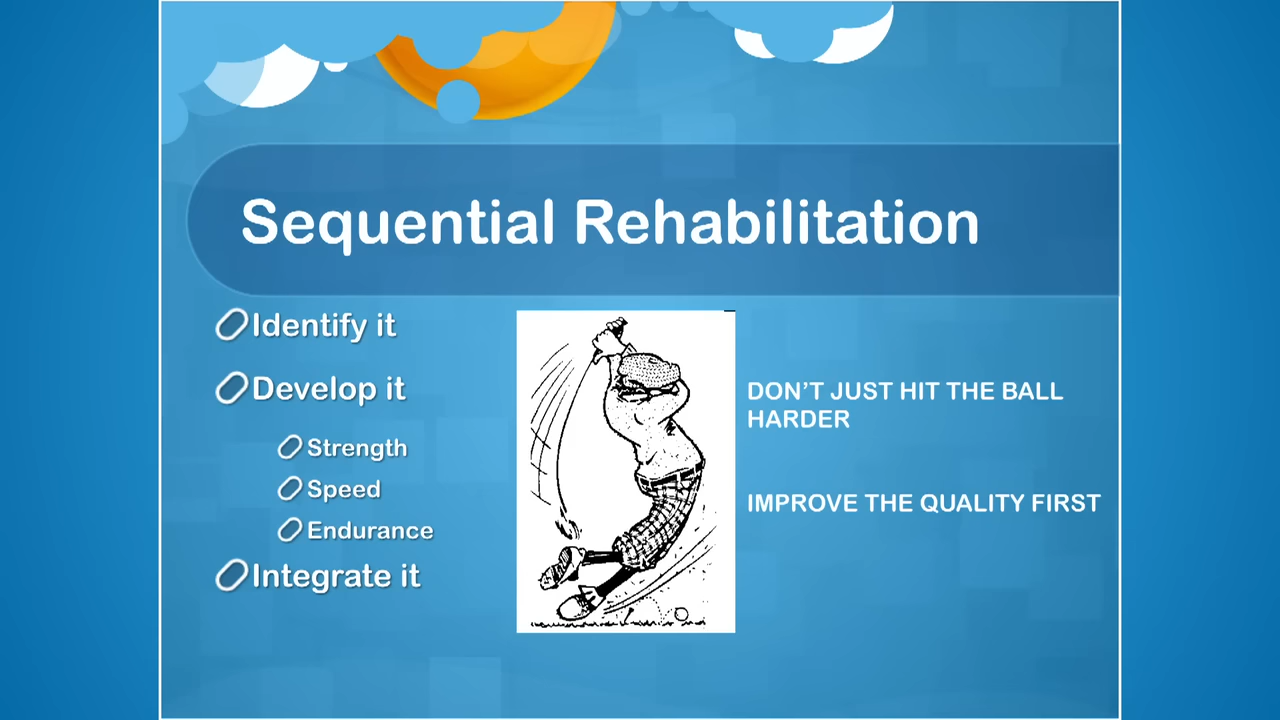 Sequential Rehabilitation
Identify it
Develop it
Strength
Speed
Endurance
Integrate it
DON’T JUST HIT THE BALL
HARDER
IMPROVE THE QUALITY FIRST